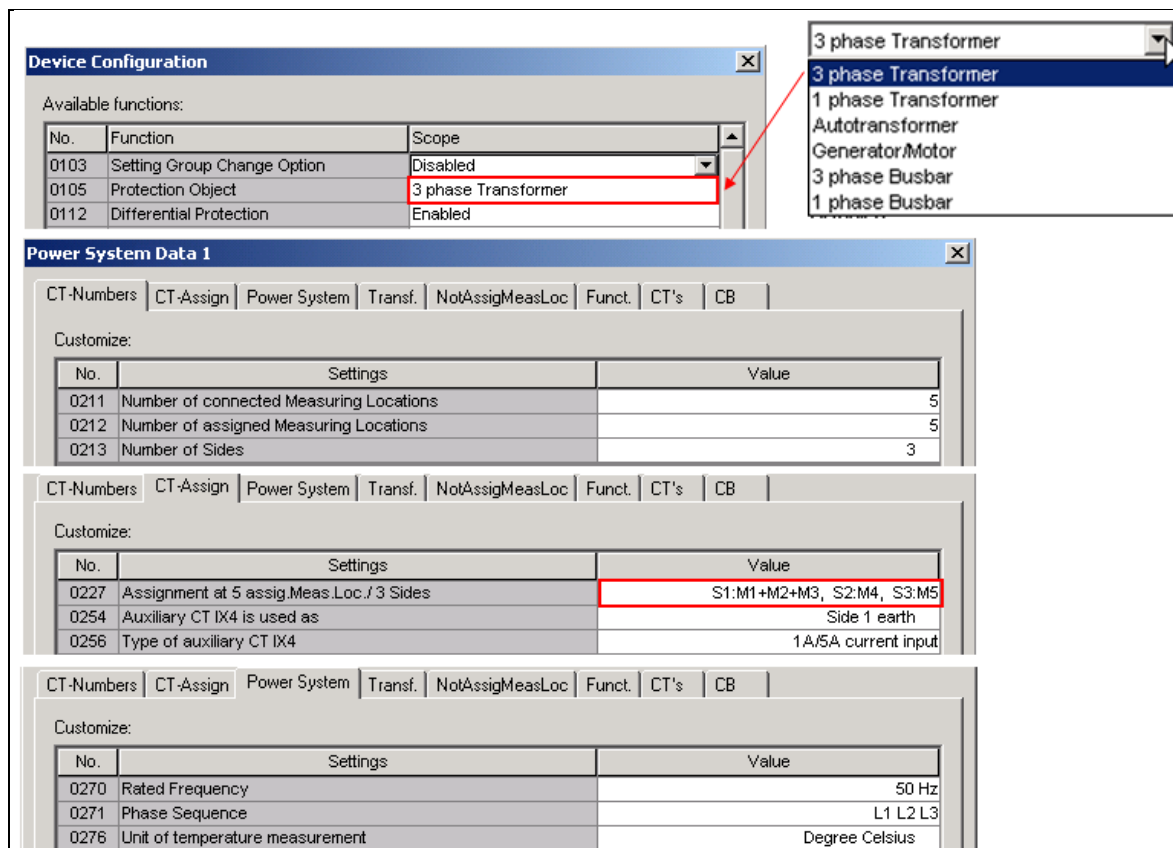 Device Configuration
Available functions:
No. Function Scope
0103 Setting Group Change Option Disabled
0105 Protection Object 3 phase Transformer
0112 Differential Protection Enabled
3 phase Transformer
3 phase Transformer
1 phase Transformer
Autotransformer
Generator/Motor
3 phase Busbar
1 phase Busbar
Power System Data 1
CT-Numbers CT-Assign Power System Transf. NotAssigMeasLoc Funct. CT's CB
Customize:
No. Settings Value
0211 Number of connected Measuring Locations 5
0212 Number of assigned Measuring Locations 5
0213 Number of Sides 3
CT-Numbers CT-Assign Power System Transf. NotAssigMeasLoc Funct. CT's CB
Customize:
No. Settings Value
0227 Assignment at 5 assig.Meas.Loc./ 3 Sides S1:M1+M2+M3, S2:M4, S3:M5
0254 Auxiliary CT IX4 is used as Side 1 earth
0256 Type of auxiliary CT IX4 1A/5A current input
CT-Numbers CT-Assign Power System Transf. NotAssigMeasLoc Funct. CT's CB
Customize:
No. Settings Value
0270 Rated Frequency 50 Hz
0271 Phase Sequence L1 L2 L3
0276 Unit of temperature measurement Degree Celsius